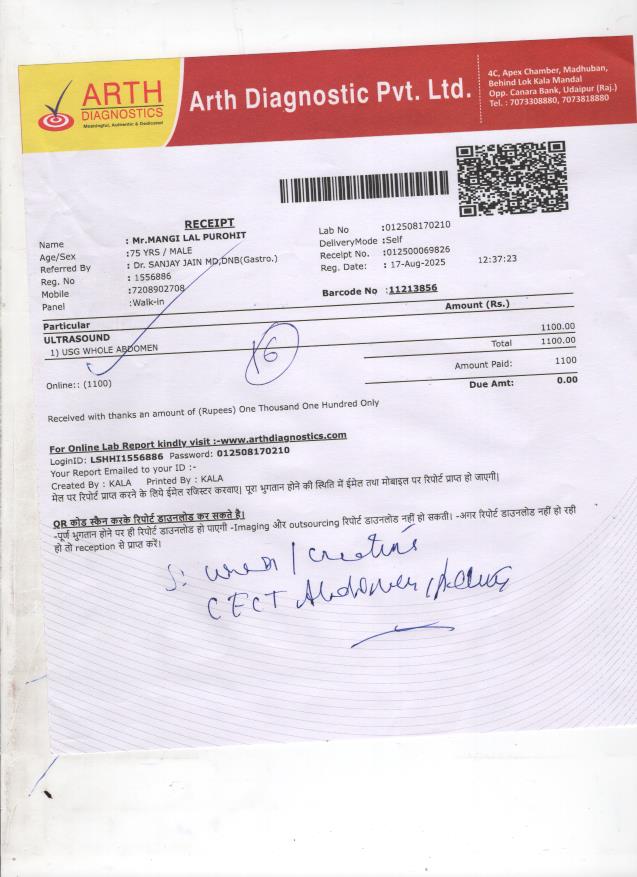 ARTH
DIAGNOSTICS
Meaningful, Authentic & Dedicated
Arth Diagnostic Pvt. Ltd.
4C, Apex Chamber, Madhuban,
Behind Lok Kala Mandal
Opp. Canara Bank, Udaipur (Raj.)
Tel. : 7073308880, 7073818880
RECEIPT
Name : Mr.MANGI LAL PUROHIT
Age/Sex :75 YRS / MALE
Referred By : Dr. SANJAY JAIN MD,DNB(Gastro.)
Reg. No : 1556886
Mobile :7208902708
Panel :Walk-in
Lab No :012508170210
DeliveryMode :Self
Receipt No. :012500069826
Reg. Date: : 17-Aug-2025 12:37:23
Barcode No :11213856
Particular Amount (Rs.)
ULTRASOUND
1) USG WHOLE ABDOMEN 1100.00
Total 1100.00
16
Online:: (1100) Amount Paid: 1100
Due Amt: 0.00
Received with thanks an amount of (Rupees) One Thousand One Hundred Only
For Online Lab Report kindly visit :-www.arthdiagnostics.com
LoginID: LSHHI1556886 Password: 012508170210
Your Report Emailed to your ID :-
Created By : KALA Printed By : KALA
मेल पर रिपोर्ट प्राप्त करने के लिये ईमेल रजिस्टर करवाए| पूरा भुगतान होने की स्थिति में ईमेल तथा मोबाइल पर रिपोर्ट प्राप्त हो जाएगी|
QR कोड स्कैन करके रिपोर्ट डाउनलोड कर सकते है|
-पूर्ण भुगतान होने पर ही रिपोर्ट डाउनलोड हो पाएगी -Imaging और outsourcing रिपोर्ट डाउनलोड नहीं हो सकती। -अगर रिपोर्ट डाउनलोड नहीं हो रही
हो तो reception से प्राप्त करें।
S. urea / creatinine
CECT Abdomen / pelvis